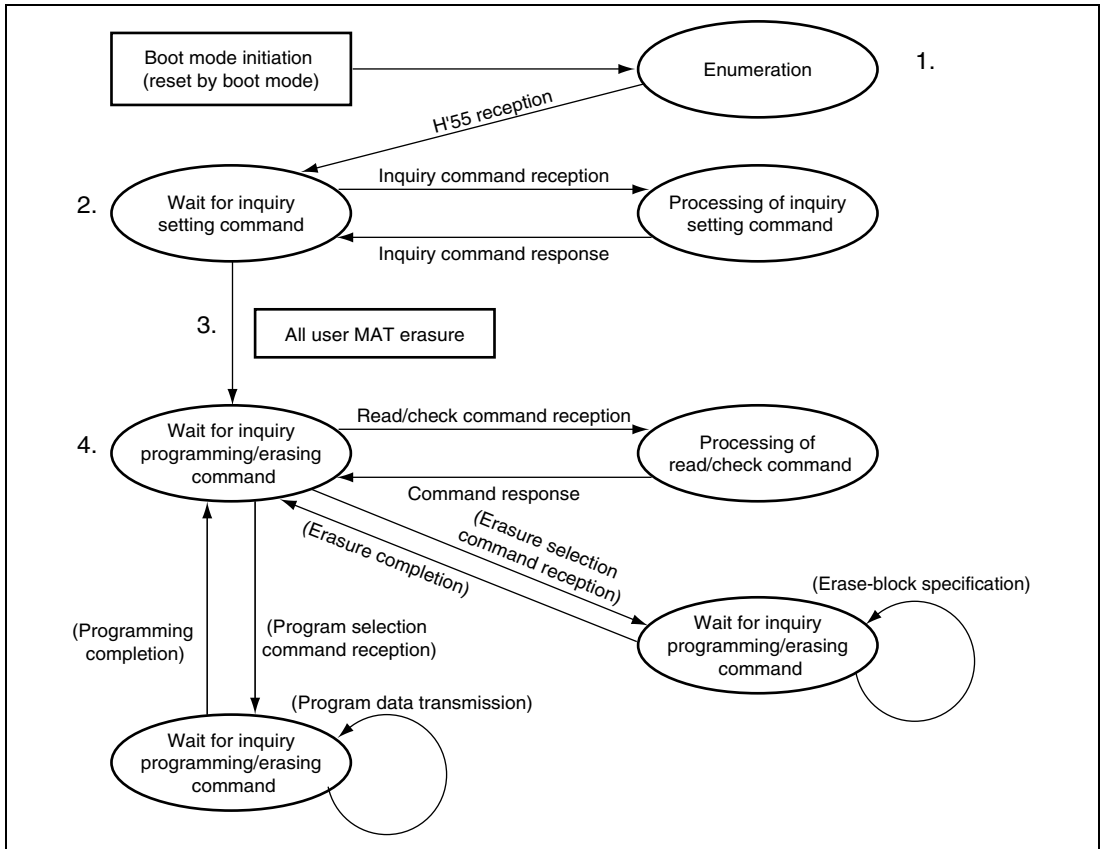 Boot mode initiation
(reset by boot mode)
Enumeration
1.
H'55 reception
2.
Wait for inquiry
setting command
Inquiry command reception
Processing of inquiry
setting command
Inquiry command response
3.
All user MAT erasure
4.
Wait for inquiry
programming/erasing
command
Read/check command reception
Processing of
read/check command
Command response
(Erasure selection
command reception)
(Erasure completion)
(Erase-block specification)
Wait for inquiry
programming/erasing
command
(Programming
completion)
(Program selection
command reception)
(Program data transmission)
Wait for inquiry
programming/erasing
command